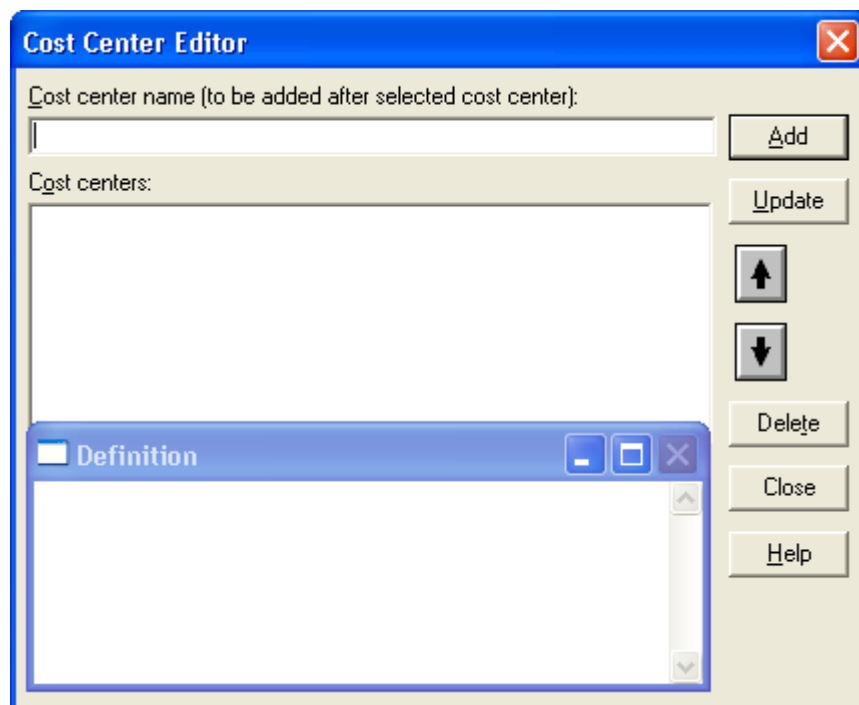 Cost Center Editor
Cost center name (to be added after selected cost center):
Add
Cost centers:
Update
Delete
Definition
Close
Help